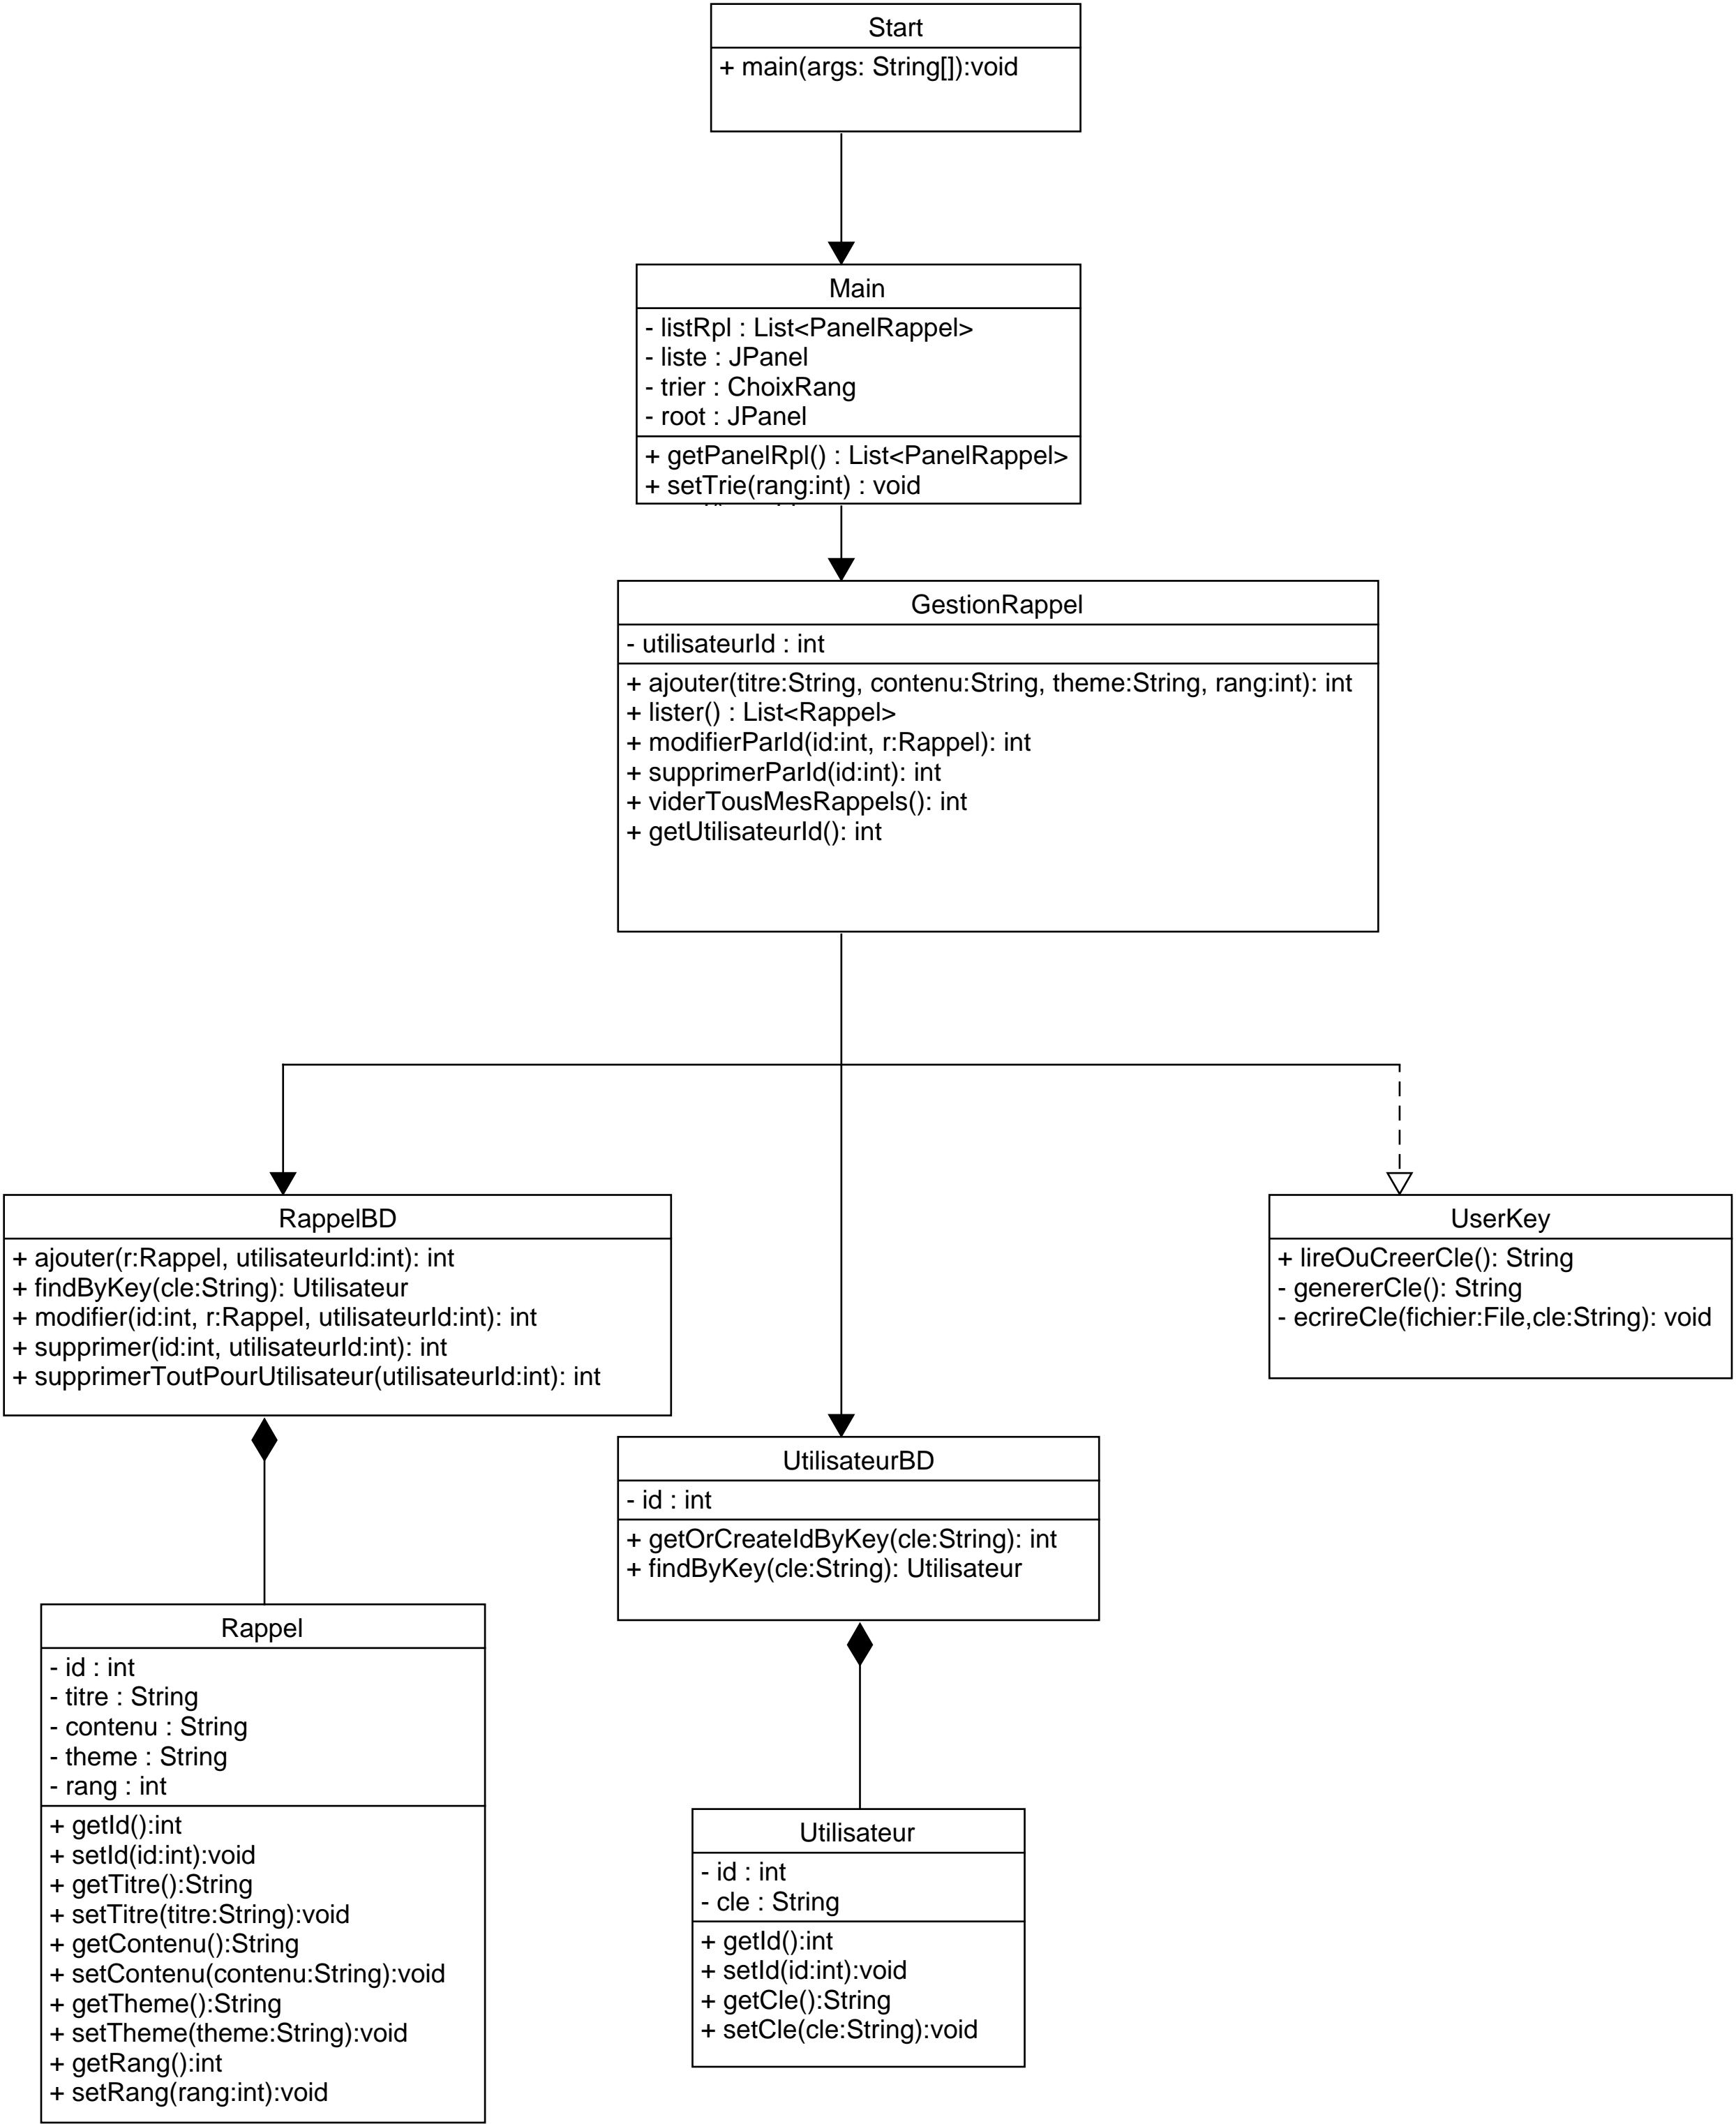 Start
+ main(args: String[]):void
Main
- listRpl : List<PanelRappel>
- liste : JPanel
- trier : ChoixRang
- root : JPanel
+ getPanelRpl() : List<PanelRappel>
+ setTrie(rang:int) : void
GestionRappel
- utilisateurId : int
+ ajouter(titre:String, contenu:String, theme:String, rang:int): int
+ lister() : List<Rappel>
+ modifierParId(id:int, r:Rappel): int
+ supprimerParId(id:int): int
+ viderTousMesRappels(): int
+ getUtilisateurId(): int
RappelBD
+ ajouter(r:Rappel, utilisateurId:int): int
+ findByKey(cle:String): Utilisateur
+ modifier(id:int, r:Rappel, utilisateurId:int): int
+ supprimer(id:int, utilisateurId:int): int
+ supprimerToutPourUtilisateur(utilisateurId:int): int
UserKey
+ lireOuCreerCle(): String
- genererCle(): String
- ecrireCle(fichier:File,cle:String): void
UtilisateurBD
- id : int
+ getOrCreateIdByKey(cle:String): int
+ findByKey(cle:String): Utilisateur
Rappel
- id : int
- titre : String
- contenu : String
- theme : String
- rang : int
+ getId():int
+ setId(id:int):void
+ getTitre():String
+ setTitre(titre:String):void
+ getContenu():String
+ setContenu(contenu:String):void
+ getTheme():String
+ setTheme(theme:String):void
+ getRang():int
+ setRang(rang:int):void
Utilisateur
- id : int
- cle : String
+ getId():int
+ setId(id:int):void
+ getCle():String
+ setCle(cle:String):void